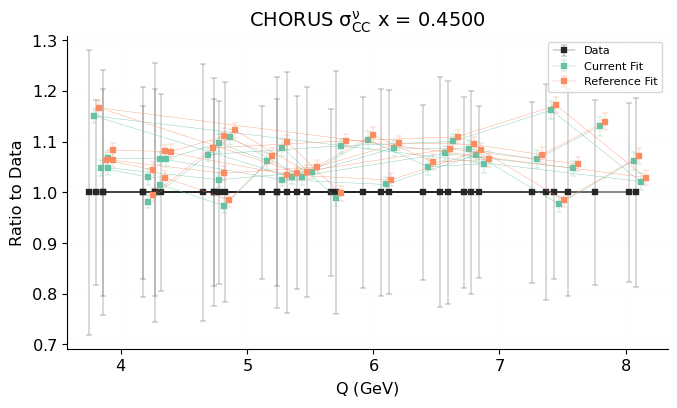 CHORUS σ^ν_CC x = 0.4500
Data
Current Fit
Reference Fit
Ratio to Data
1.3
1.2
1.1
1.0
0.9
0.8
0.7
4 5 6 7 8
Q (GeV)